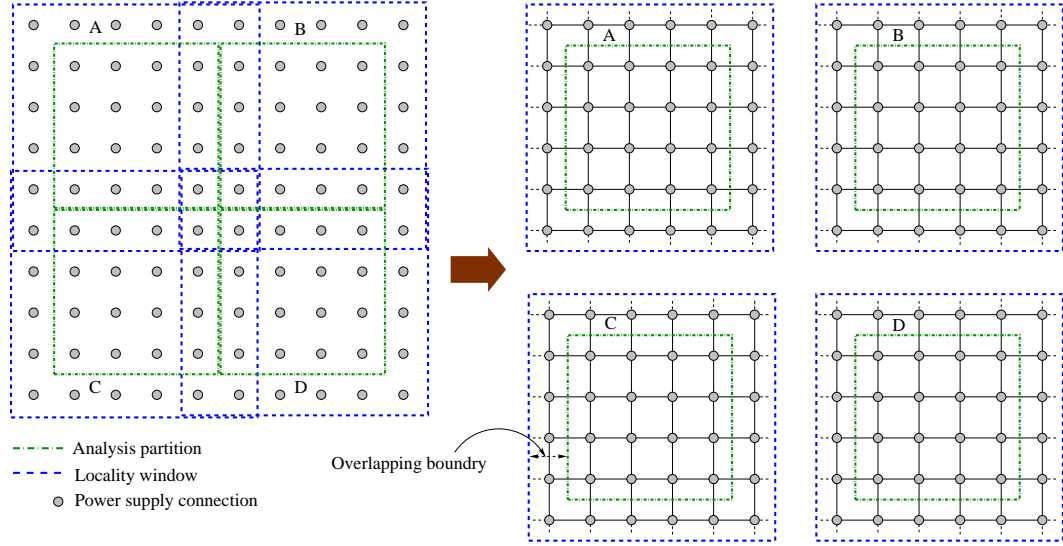 A
B
C
D
Analysis partition
Locality window
Power supply connection
A
B
C
D
Overlapping boundry